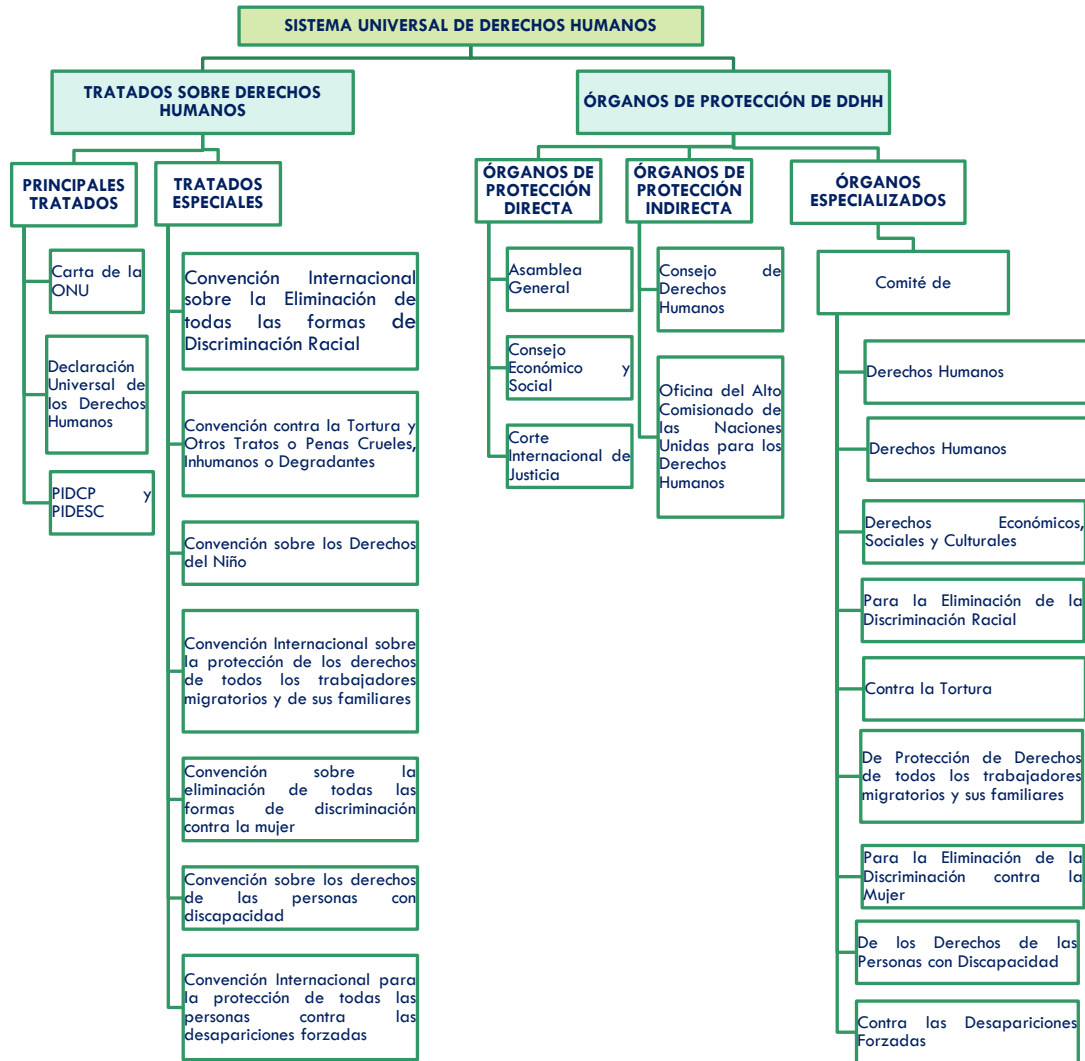 SISTEMA UNIVERSAL DE DERECHOS HUMANOS
TRATADOS SOBRE DERECHOS
HUMANOS
PRINCIPALES
TRATADOS
Carta de la
ONU
Declaración
Universal de
los Derechos
Humanos
PIDCP y
PIDESC
TRATADOS
ESPECIALES
Convención Internacional
sobre la Eliminación de
todas las formas de
Discriminación Racial
Convención contra la Tortura y
Otros Tratos o Penas Crueles,
Inhumanos o Degradantes
Convención sobre los Derechos
del Niño
Convención Internacional sobre
la protección de los derechos
de todos los trabajadores
migratorios y de sus familiares
Convención sobre la
eliminación de todas las
formas de discriminación
contra la mujer
Convención sobre los derechos
de las personas con
discapacidad
Convención Internacional para
la protección de todas las
personas contra las
desapariciones forzadas
ÓRGANOS DE PROTECCIÓN DE DDHH
ÓRGANOS DE
PROTECCIÓN
DIRECTA
Asamblea
General
Consejo
Económico y
Social
Corte
Internacional de
Justicia
ÓRGANOS DE
PROTECCIÓN
INDIRECTA
Consejo de
Derechos
Humanos
Oficina del Alto
Comisionado de
las Naciones
Unidas para los
Derechos
Humanos
ÓRGANOS
ESPECIALIZADOS
Comité de
Derechos Humanos
Derechos Humanos
Derechos Económicos,
Sociales y Culturales
Para la Eliminación de la
Discriminación Racial
Contra la Tortura
De Protección de Derechos
de todos los trabajadores
migratorios y sus familiares
Para la Eliminación de la
Discriminación contra la
Mujer
De los Derechos de las
Personas con Discapacidad
Contra las Desapariciones
Forzadas